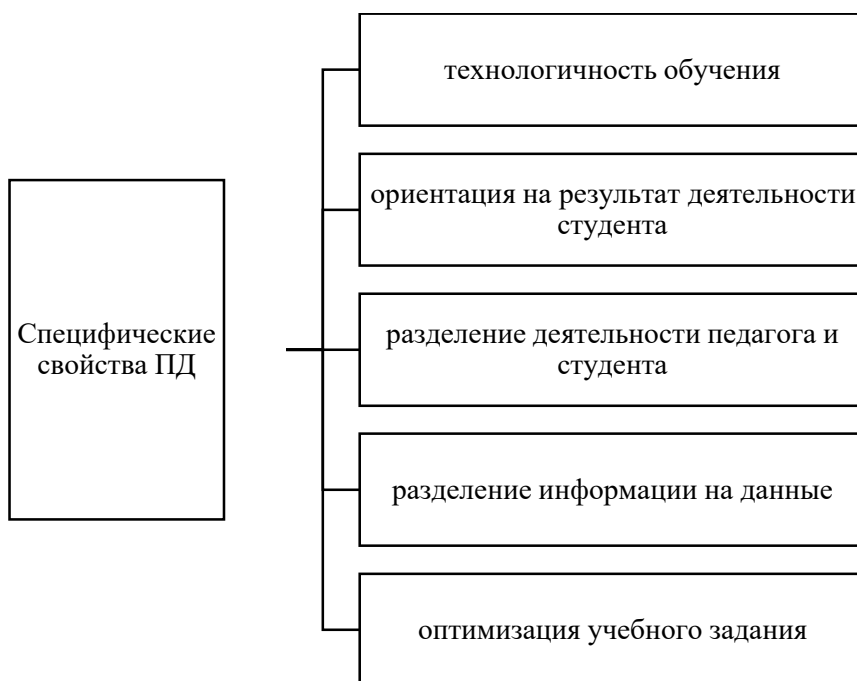 технологичность обучения
ориентация на результат деятельности
студента
Специфические
свойства ПД
разделение деятельности педагога и
студента
разделение информации на данные
оптимизация учебного задания